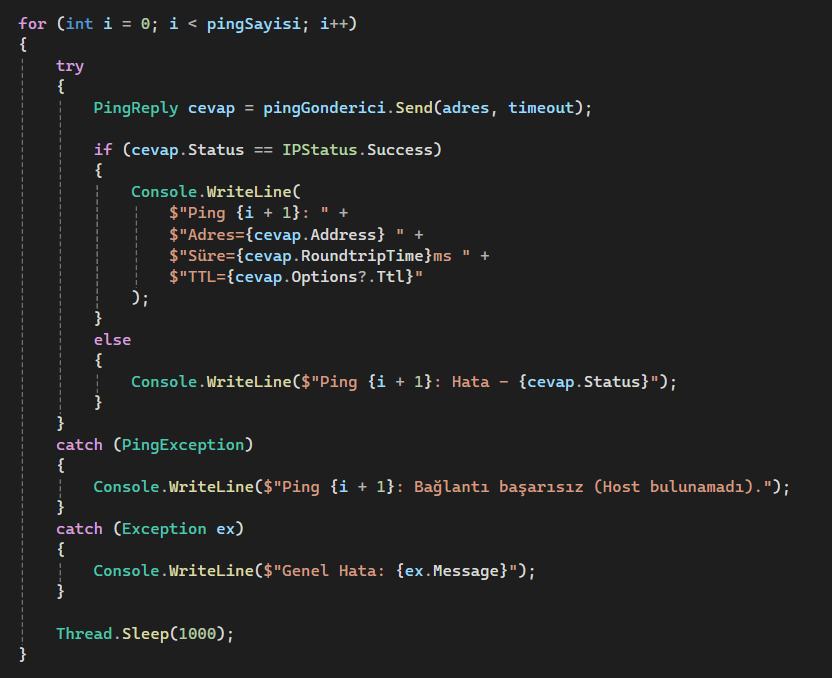 for (int i = 0; i < pingSayisi; i++)
{
    try
    {
        PingReply cevap = pingGonderici.Send(adres, timeout);

        if (cevap.Status == IPStatus.Success)
        {
            Console.WriteLine(
                $"Ping {i + 1}: " +
                $"Adres={cevap.Address} " +
                $"Süre={cevap.RoundtripTime}ms " +
                $"TTL={cevap.Options?.Ttl}"
            );
        }
        else
        {
            Console.WriteLine($"Ping {i + 1}: Hata - {cevap.Status}");
        }
    }
    catch (PingException)
    {
        Console.WriteLine($"Ping {i + 1}: Bağlantı başarısız (Host bulunamadı).");
    }
    catch (Exception ex)
    {
        Console.WriteLine($"Genel Hata: {ex.Message}");
    }

    Thread.Sleep(1000);
}